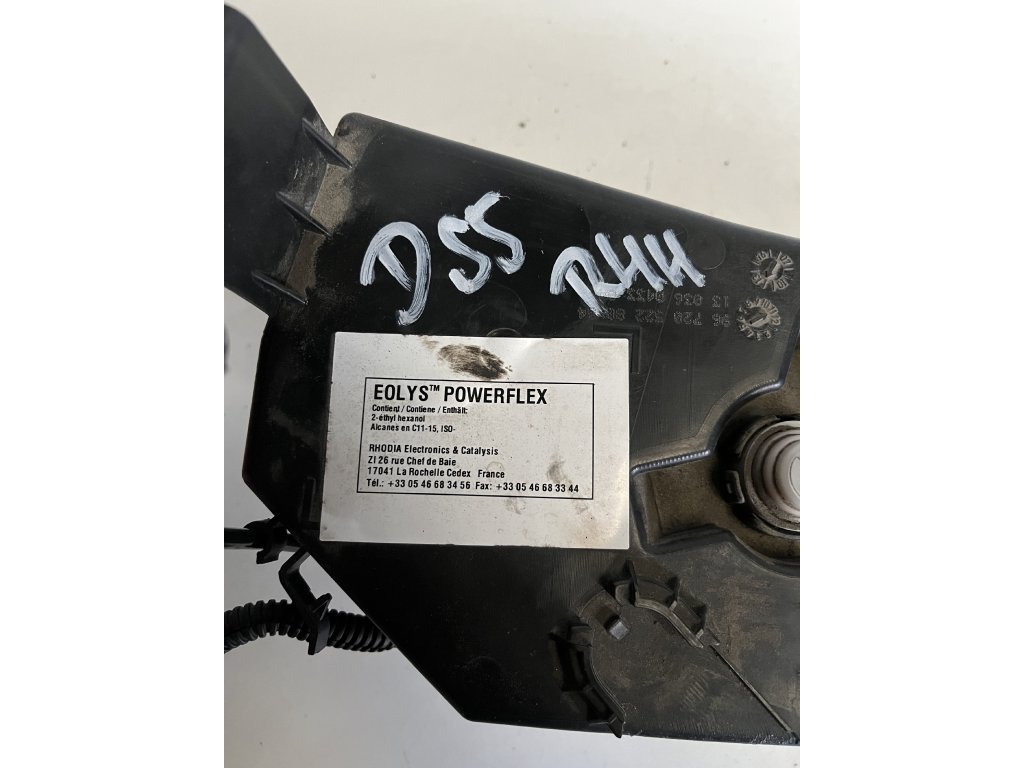 D55 RHH
EOLYS™ POWERFLEX
Contient / Contiene / Enthält:
2-éthyl hexanol
Alcanes en C11-15, ISO-
RHODIA Electronics & Catalysis
ZI 26 rue Chef de Baie
17041 La Rochelle Cedex France
Tél.: +33 05 46 68 34 56 Fax: +33 05 46 68 33 44